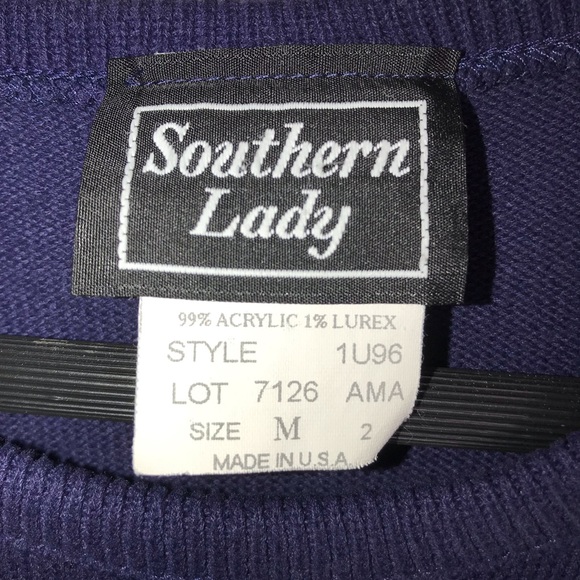 Southern
Lady
99% ACRYLIC 1% LUREX
STYLE 1U96
LOT 7126 AMA
SIZE M 2
MADE IN U.S.A.